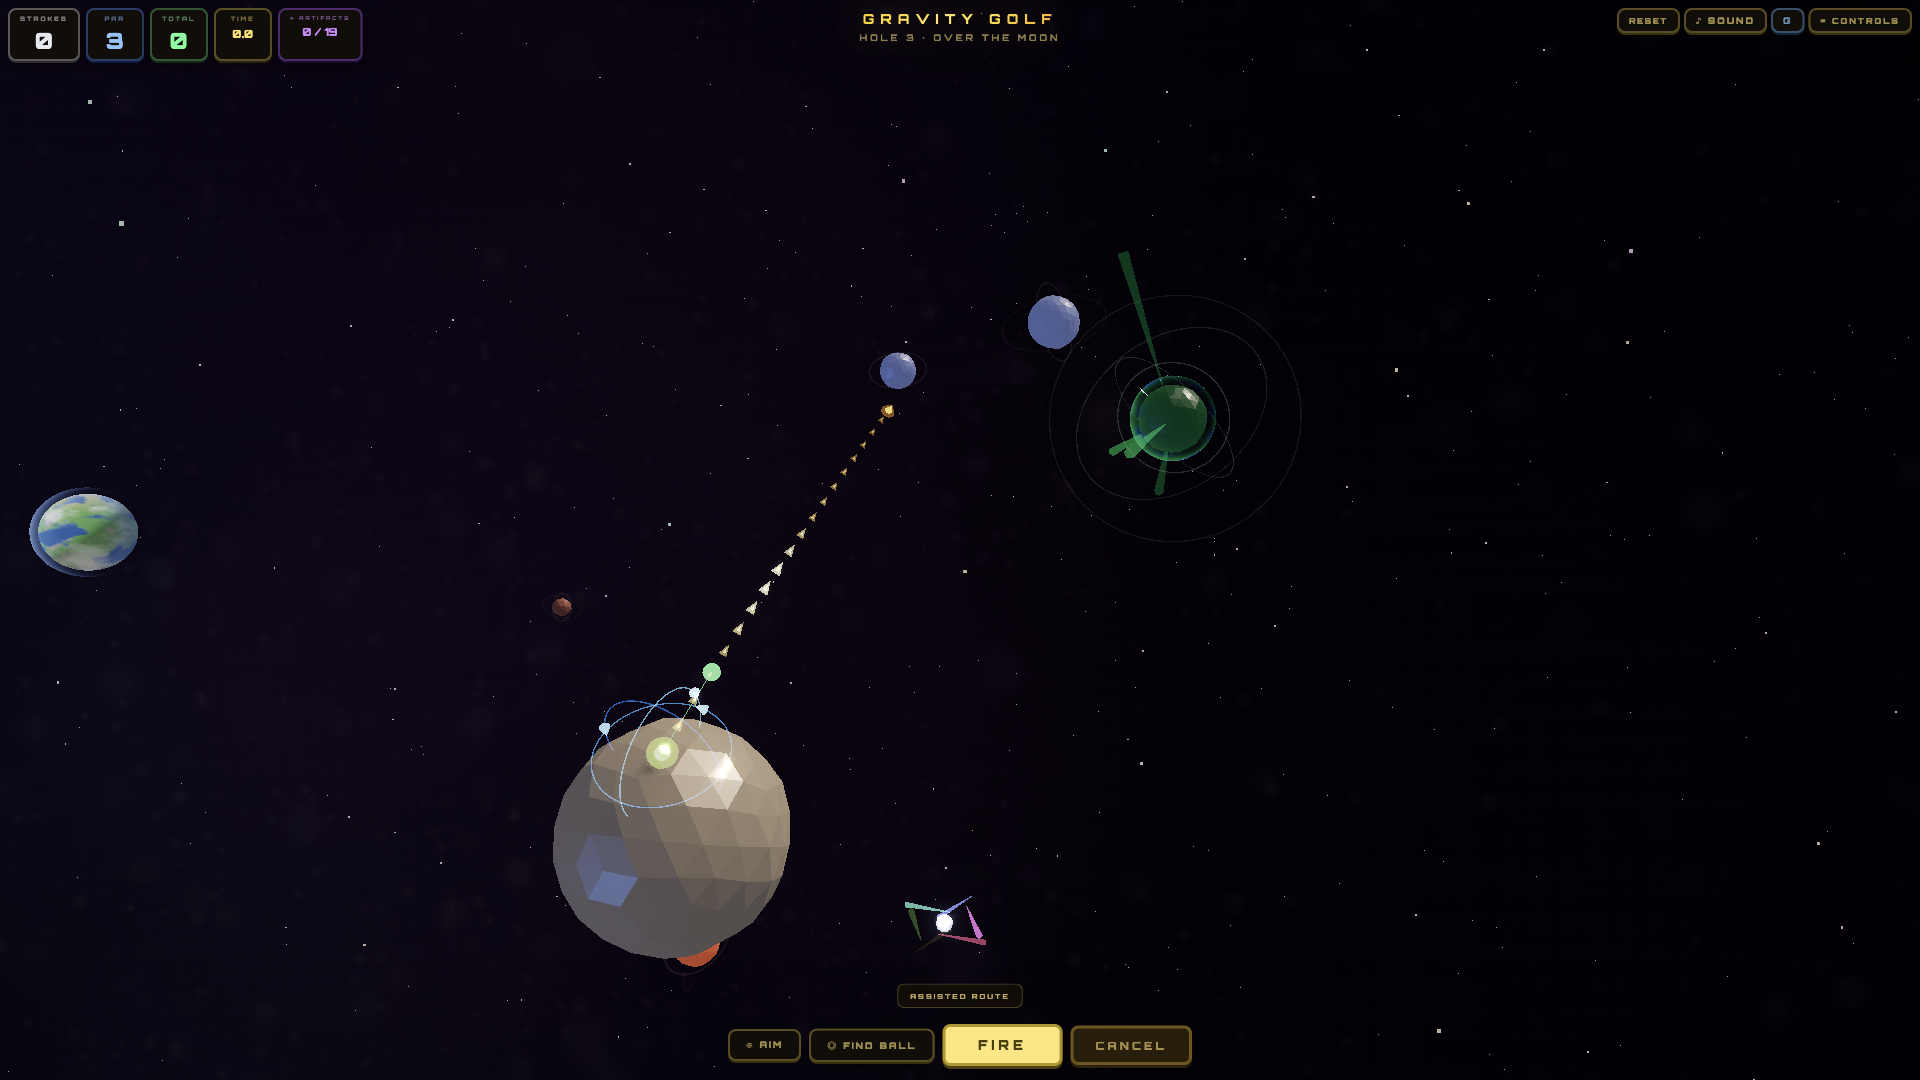 STROKES
0
PAR
3
TOTAL
0
TIME
0.0
✦ ARTIFACTS
0 / 19
GRAVITY GOLF
HOLE 3 · OVER THE MOON
RESET
♪ SOUND
G
CONTROLS
ASSISTED ROUTE
AIM
FIND BALL
FIRE
CANCEL